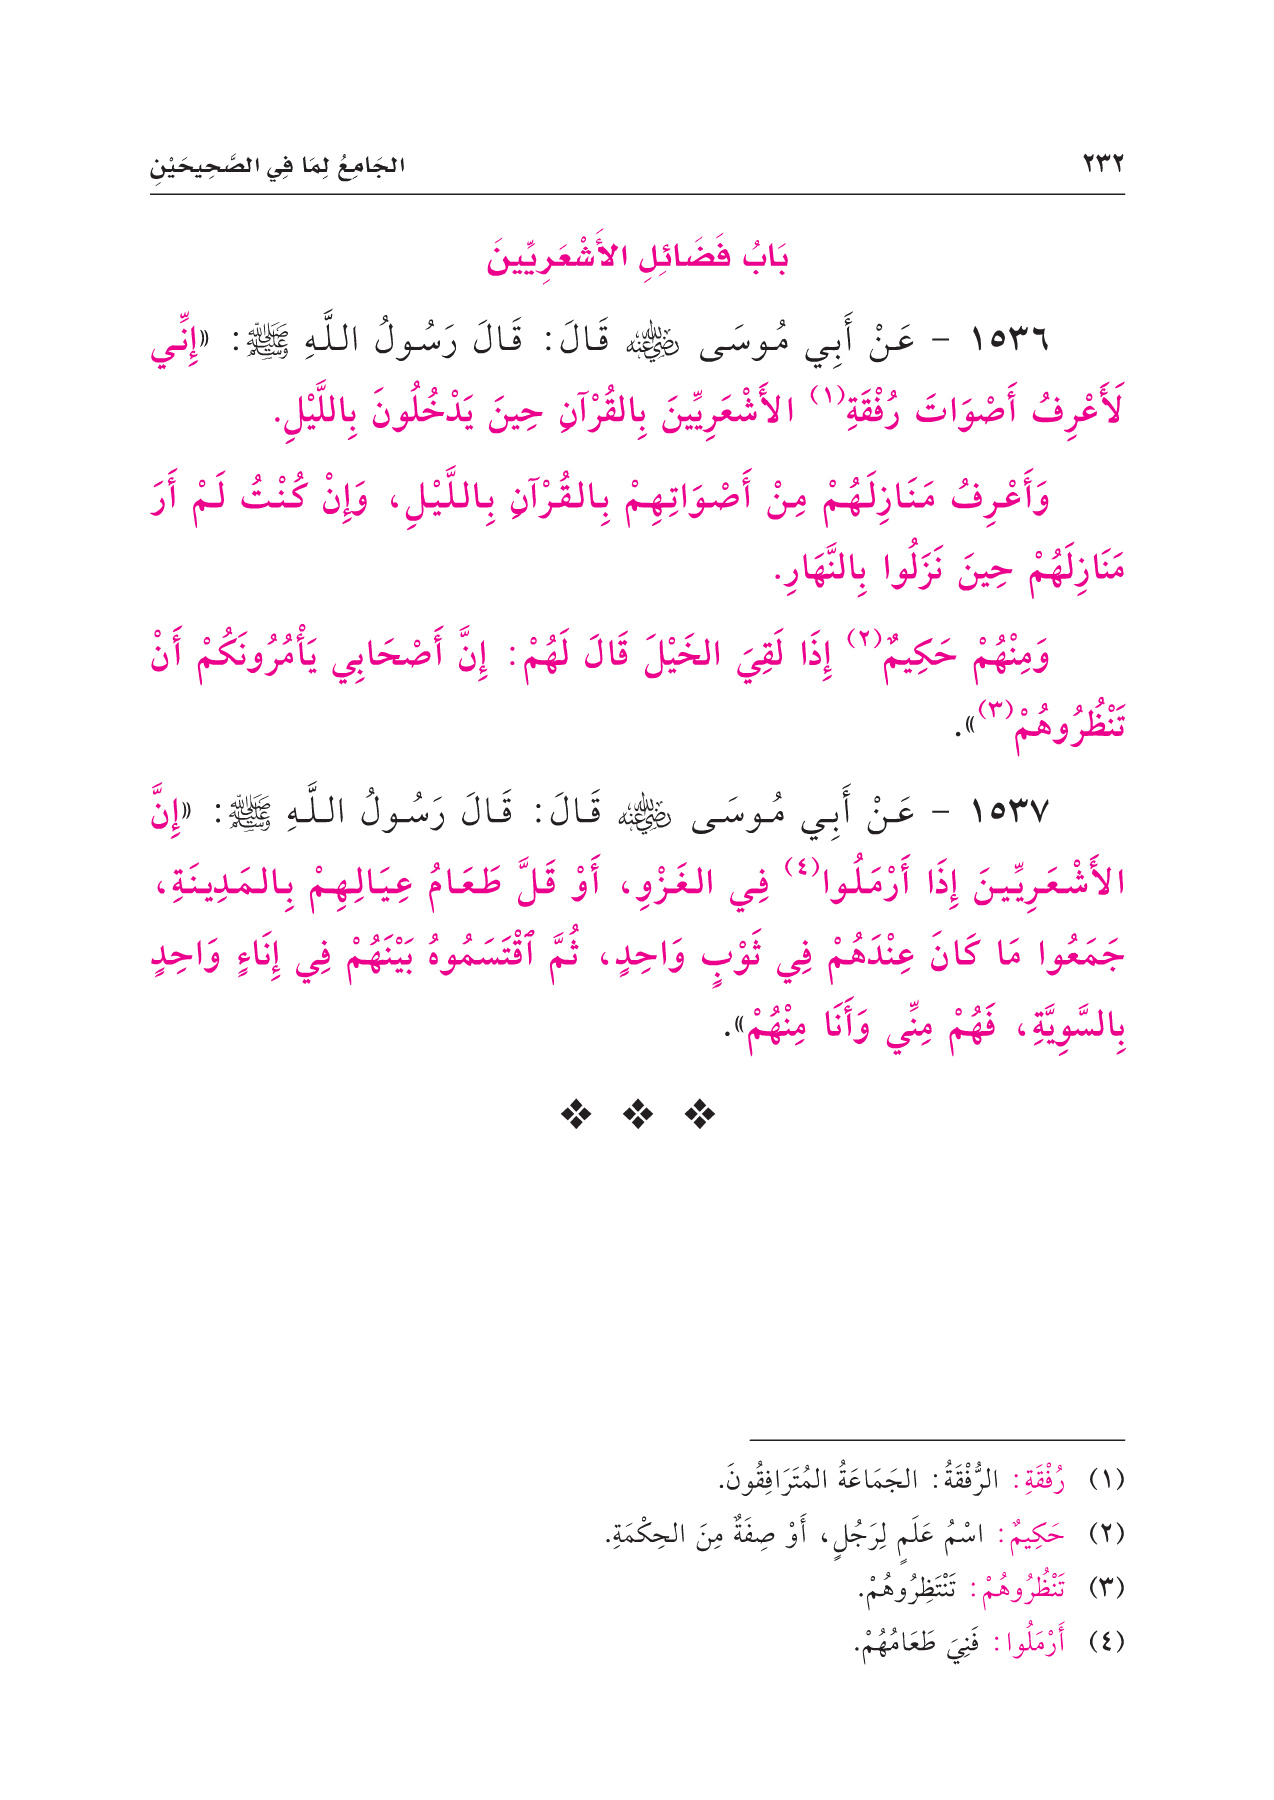 ٢٣٢
الجَامِعُ لِمَا فِي الصَّحِيحَيْنِ
بَابُ فَضَائِلِ الأَشْعَرِيِّينَ
١٥٣٦ - عَنْ أَبِي مُوسَى رضي الله عنه قَالَ: قَالَ رَسُولُ اللَّهِ ﷺ: «إِنِّي
لَأَعْرِفُ أَصْوَاتَ رُفْقَةِ(١) الأَشْعَرِيِّينَ بِالقُرْآنِ حِينَ يَدْخُلُونَ بِاللَّيْلِ.
وَأَعْرِفُ مَنَازِلَهُمْ مِنْ أَصْوَاتِهِمْ بِالقُرْآنِ بِاللَّيْلِ، وَإِنْ كُنْتُ لَمْ أَرَ
مَنَازِلَهُمْ حِينَ نَزَلُوا بِالنَّهَارِ.
وَمِنْهُمْ حَكِيمٌ(٢) إِذَا لَقِيَ الخَيْلَ قَالَ لَهُمْ: إِنَّ أَصْحَابِي يَأْمُرُونَكُمْ أَنْ
تَنْظُرُوهُمْ(٣)».
١٥٣٧ - عَنْ أَبِي مُوسَى رضي الله عنه قَالَ: قَالَ رَسُولُ اللَّهِ ﷺ: «إِنَّ
الأَشْعَرِيِّينَ إِذَا أَرْمَلُوا(٤) فِي الغَزْوِ، أَوْ قَلَّ طَعَامُ عِيَالِهِمْ بِالمَدِينَةِ،
جَمَعُوا مَا كَانَ عِنْدَهُمْ فِي ثَوْبٍ وَاحِدٍ، ثُمَّ ٱقْتَسَمُوهُ بَيْنَهُمْ فِي إِنَاءٍ وَاحِدٍ
بِالسَّوِيَّةِ، فَهُمْ مِنِّي وَأَنَا مِنْهُمْ».
(١) رُفْقَةِ: الرُّفْقَةُ: الجَمَاعَةُ المُتَرَافِقُونَ.
(٢) حَكِيمٌ: اسْمُ عَلَمٍ لِرَجُلٍ، أَوْ صِفَةٌ مِنَ الحِكْمَةِ.
(٣) تَنْظُرُوهُمْ: تَنْتَظِرُوهُمْ.
(٤) أَرْمَلُوا: فَنِيَ طَعَامُهُمْ.